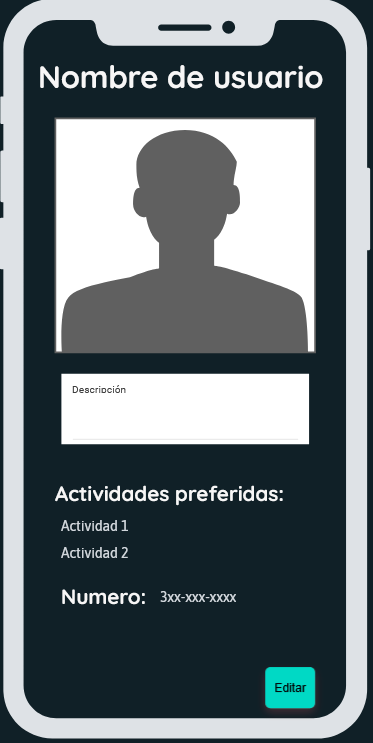 Nombre de usuario
Descripción
Actividades preferidas:
Actividad 1
Actividad 2
Numero: 3xx-xxx-xxxx
Editar